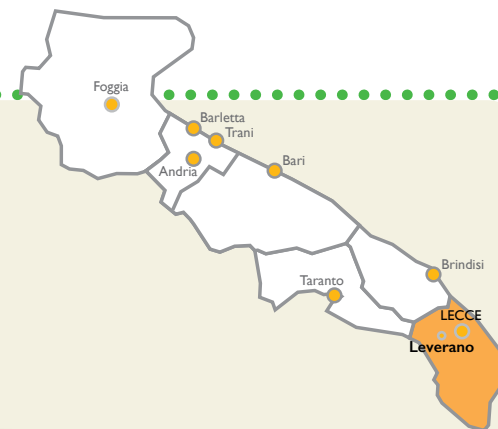 Foggia
Barletta
Trani
Andria
Bari
Brindisi
Taranto
LECCE
Leverano